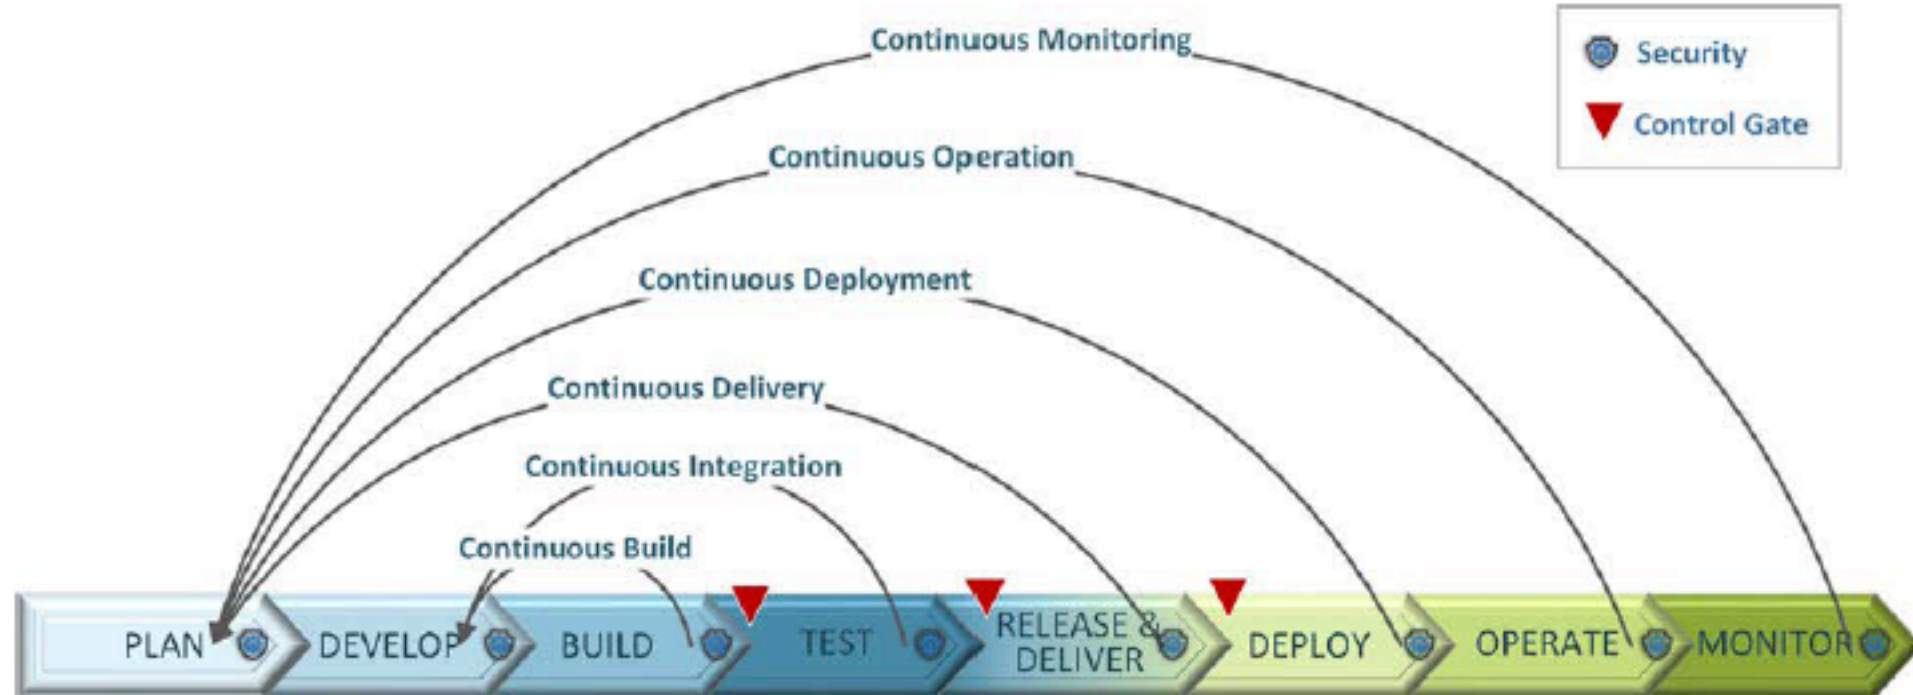 Continuous Monitoring
Security
Control Gate
Continuous Operation
Continuous Deployment
Continuous Delivery
Continuous Integration
Continuous Build
PLAN
DEVELOP
BUILD
TEST
RELEASE &
DELIVER
DEPLOY
OPERATE
MONITOR